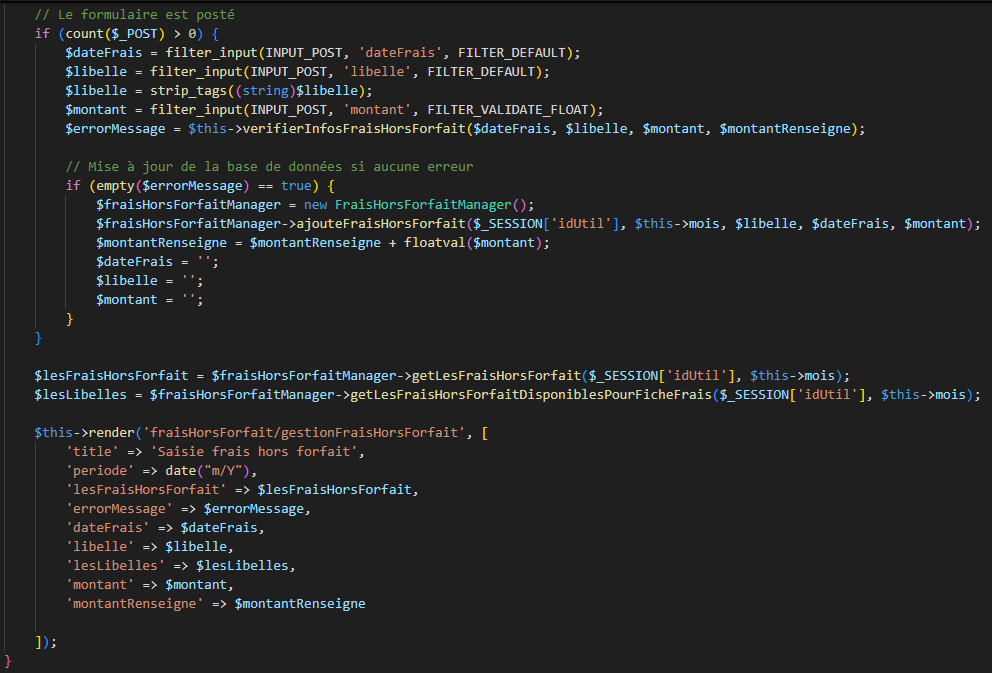 // Le formulaire est posté
if (count($_POST) > 0) {
$dateFrais = filter_input(INPUT_POST, 'dateFrais', FILTER_DEFAULT);
$libelle = filter_input(INPUT_POST, 'libelle', FILTER_DEFAULT);
$libelle = strip_tags((string)$libelle);
$montant = filter_input(INPUT_POST, 'montant', FILTER_VALIDATE_FLOAT);
$errorMessage = $this->verifierInfosFraisHorsForfait($dateFrais, $libelle, $montant, $montantRenseigne);
// Mise à jour de la base de données si aucune erreur
if (empty($errorMessage) == true) {
$fraisHorsForfaitManager = new FraisHorsForfaitManager();
$fraisHorsForfaitManager->ajouteFraisHorsForfait($_SESSION['idUtil'], $this->mois, $libelle, $dateFrais, $montant);
$montantRenseigne = $montantRenseigne + floatval($montant);
$dateFrais = '';
$libelle = '';
$montant = '';
}
}
$lesFraisHorsForfait = $fraisHorsForfaitManager->getLesFraisHorsForfait($_SESSION['idUtil'], $this->mois);
$lesLibelles = $fraisHorsForfaitManager->getLesFraisHorsForfaitDisponiblesPourFicheFrais($_SESSION['idUtil'], $this->mois);
$this->render('fraisHorsForfait/gestionFraisHorsForfait', [
'title' => 'Saisie frais hors forfait',
'periode' => date("m/Y"),
'lesFraisHorsForfait' => $lesFraisHorsForfait,
'errorMessage' => $errorMessage,
'dateFrais' => $dateFrais,
'libelle' => $libelle,
'lesLibelles' => $lesLibelles,
'montant' => $montant,
'montantRenseigne' => $montantRenseigne
]);
}